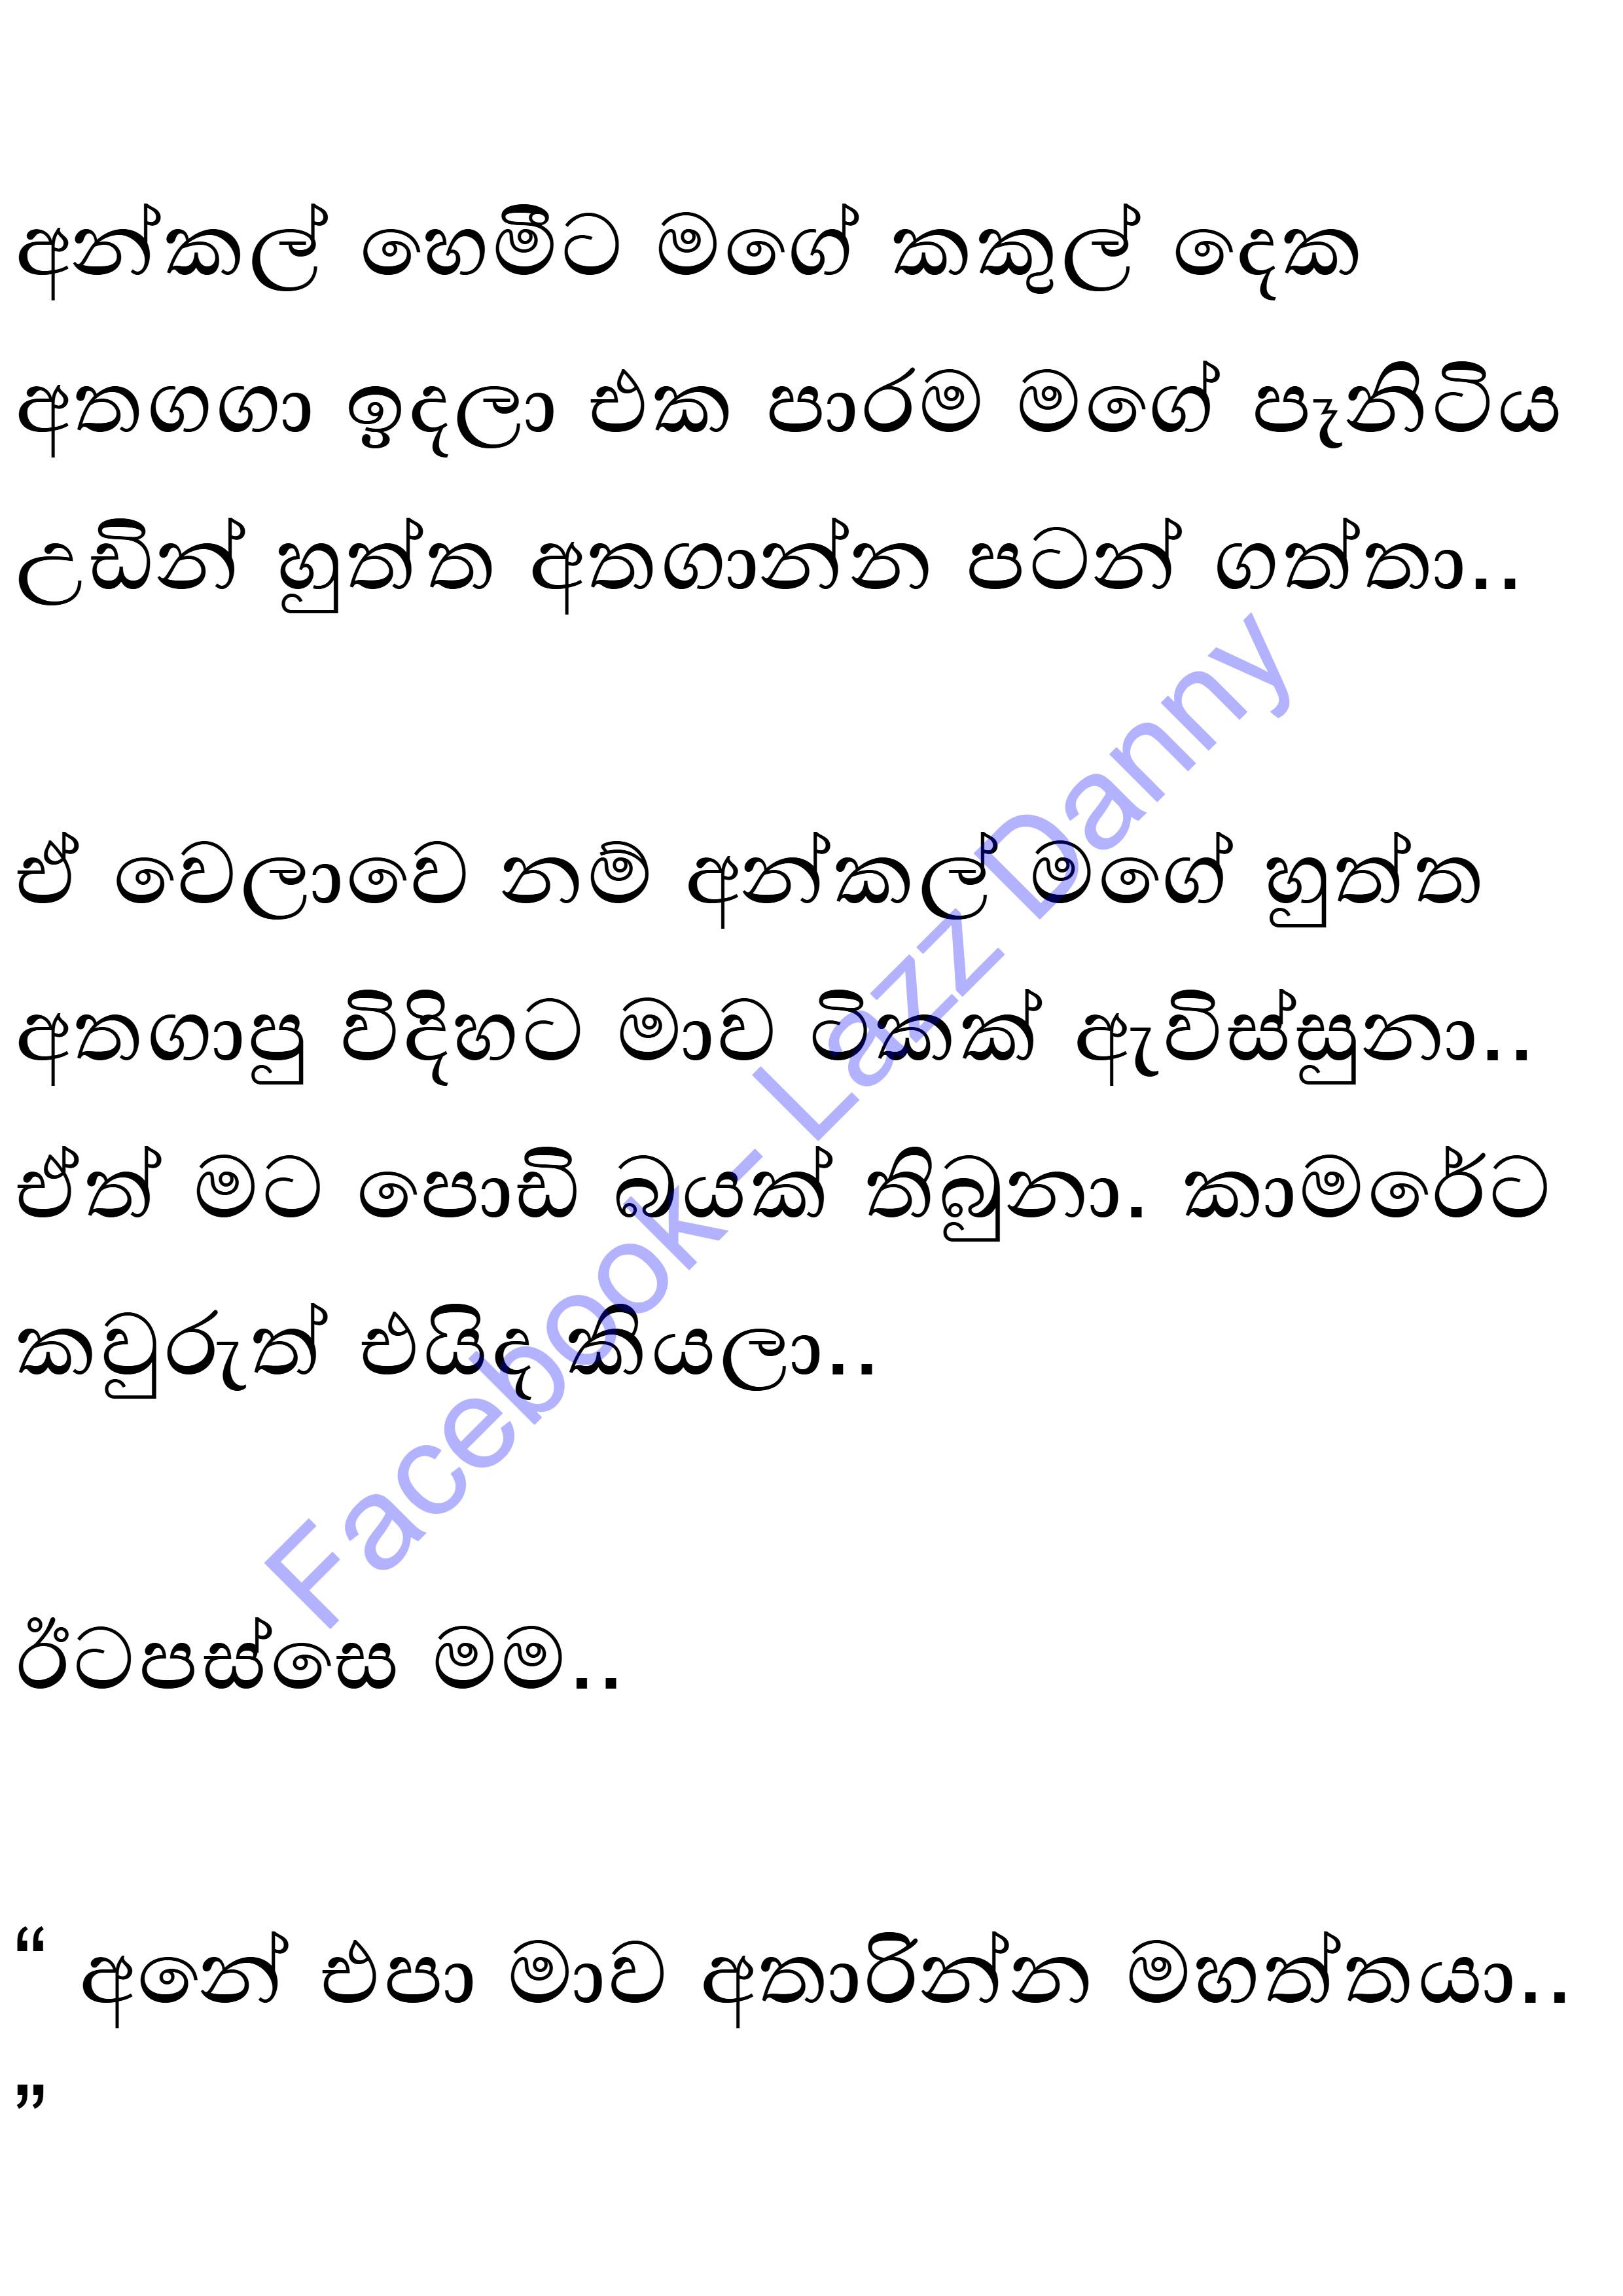 අන්කල් හෙමීට මගේ කකුල් දෙක
අතගගා ඉදලා එක පාරම මගේ පෑන්ටිය
උඩින් හුත්ත අතගාන්න පටන් ගත්තා..
ඒ වෙලාවෙ නම් අන්කල් මගේ හුත්ත
අතගාපු විදිහට මාව ටිකක් ඇවිස්සුනා..
ඒත් මට පොඩි බයක් තිබුනා. කාමරේට
කවුරුත් එයිද කියලා..
ඊටපස්සෙ මම..
“ අනේ එපා මාව අතාරින්න මහත්තයා..
”
Facebook - Lazz Danny